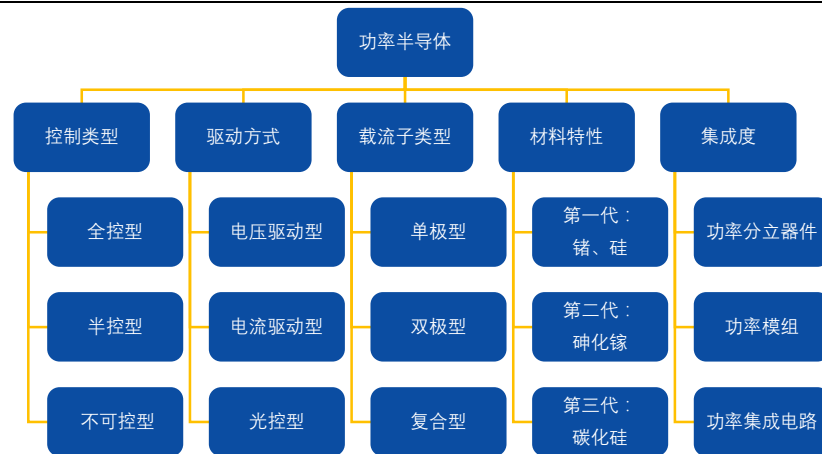 功率半导体
控制类型
驱动方式
载流子类型
材料特性
集成度
全控型
电压驱动型
单极型
第一代：
锗、硅
功率分立器件
半控型
电流驱动型
双极型
第二代：
砷化镓
功率模组
不可控型
光控型
复合型
第三代：
碳化硅
功率集成电路